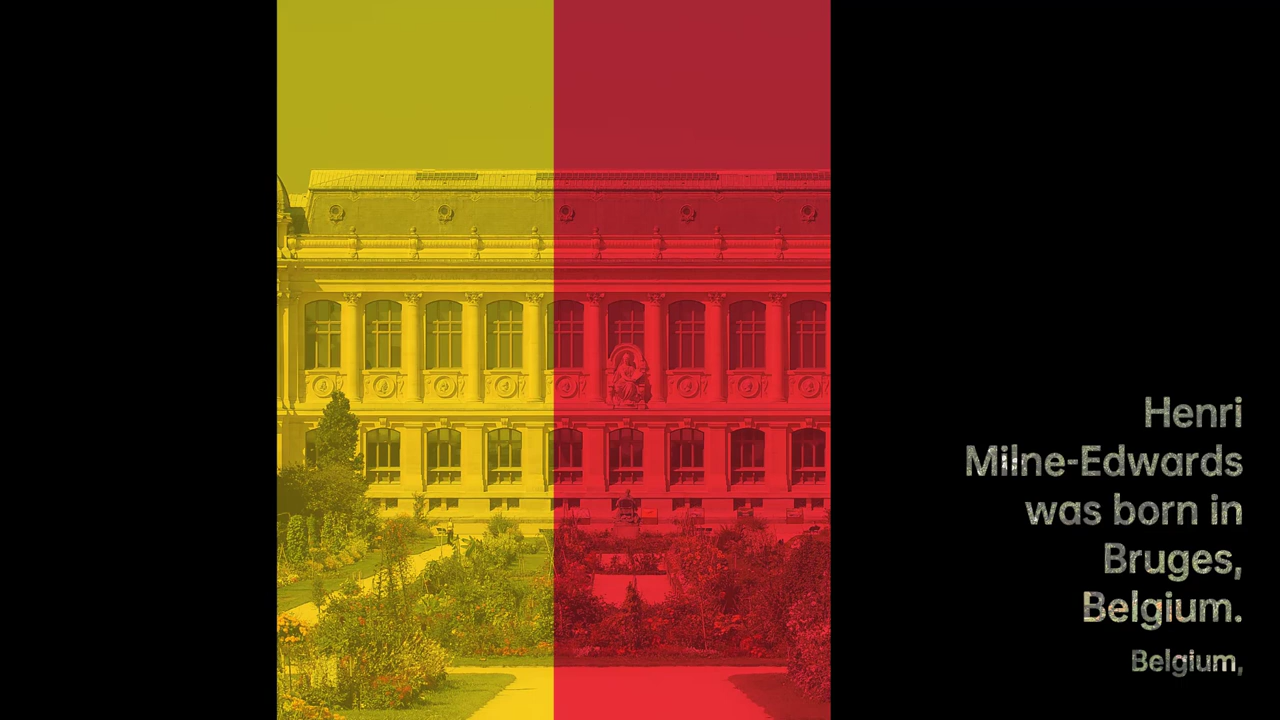 Henri
Milne-Edwards
was born in
Bruges,
Belgium.
Belgium,